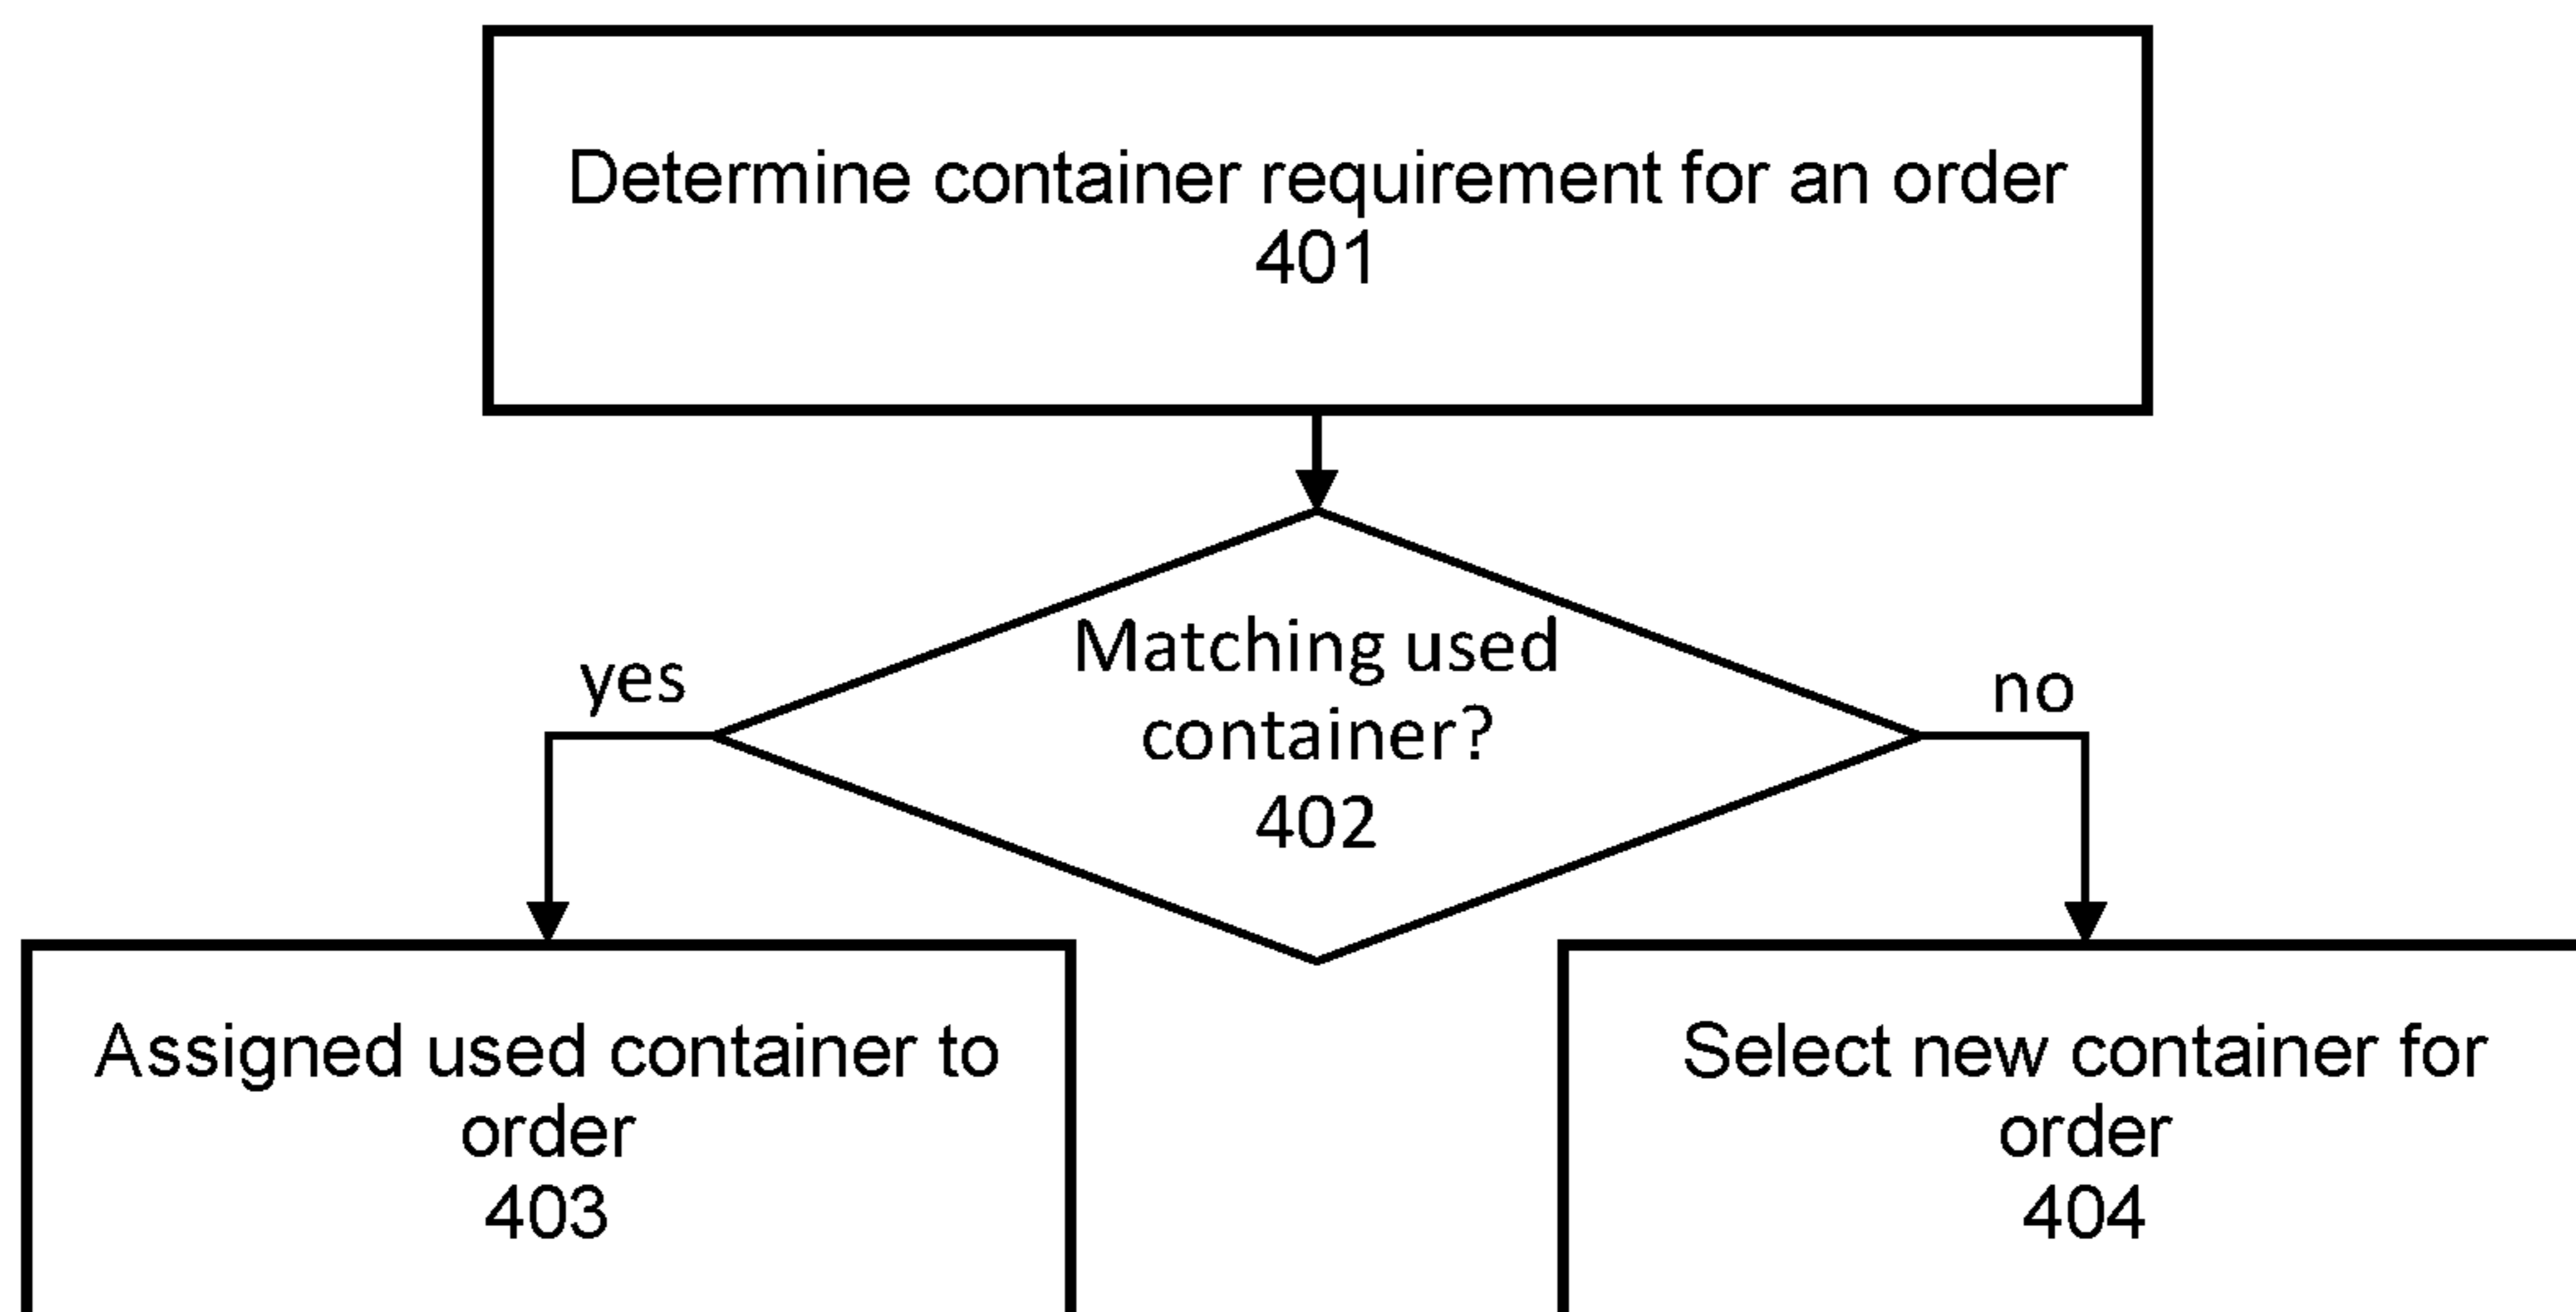 Determine container requirement for an order
401
Matching used
container?
402
yes
no
Assigned used container to
order
403
Select new container for
order
404